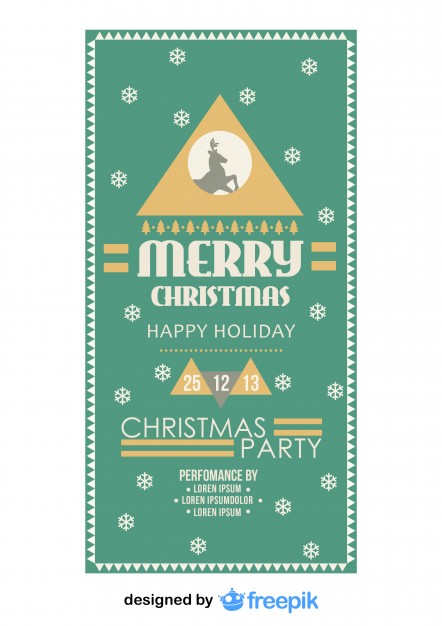 MERRY
CHRISTMAS
HAPPY HOLIDAY
25 12 13
CHRISTMAS
PARTY
PERFOMANCE BY
• LOREN IPSUM •
• LOREN IPSUMDOLOR •
• LOREN IPSUM •
designed by freepik